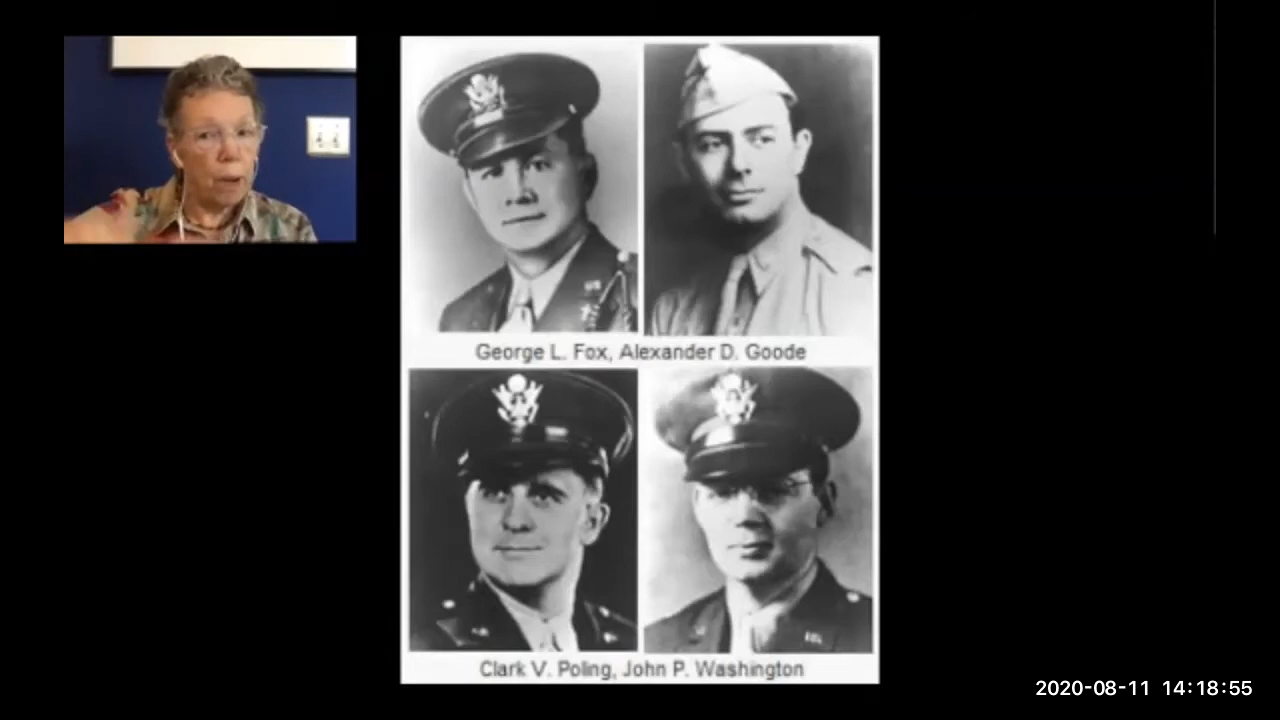 George L. Fox, Alexander D. Goode
Clark V. Poling, John P. Washington
2020-08-11 14:18:55